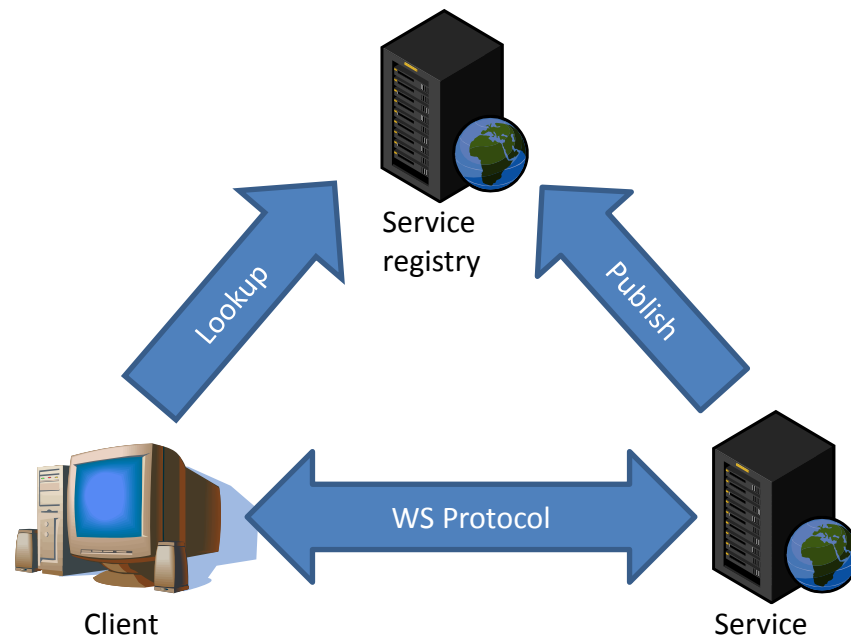 Service
registry
Lookup
Publish
WS Protocol
Client
Service